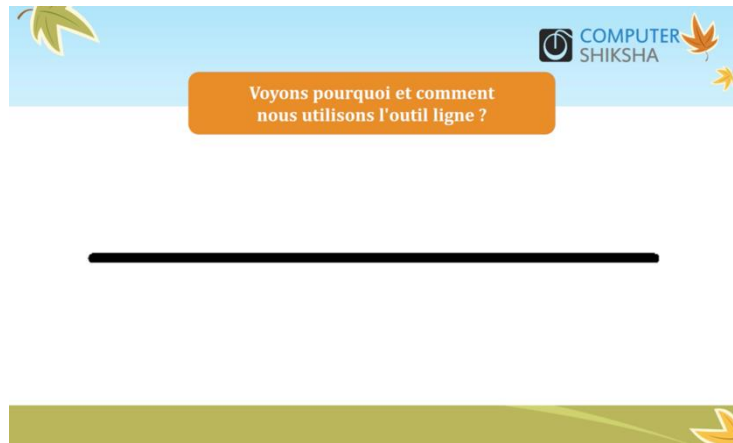 COMPUTER
SHIKSHA
Voyons pourquoi et comment
nous utilisons l'outil ligne ?